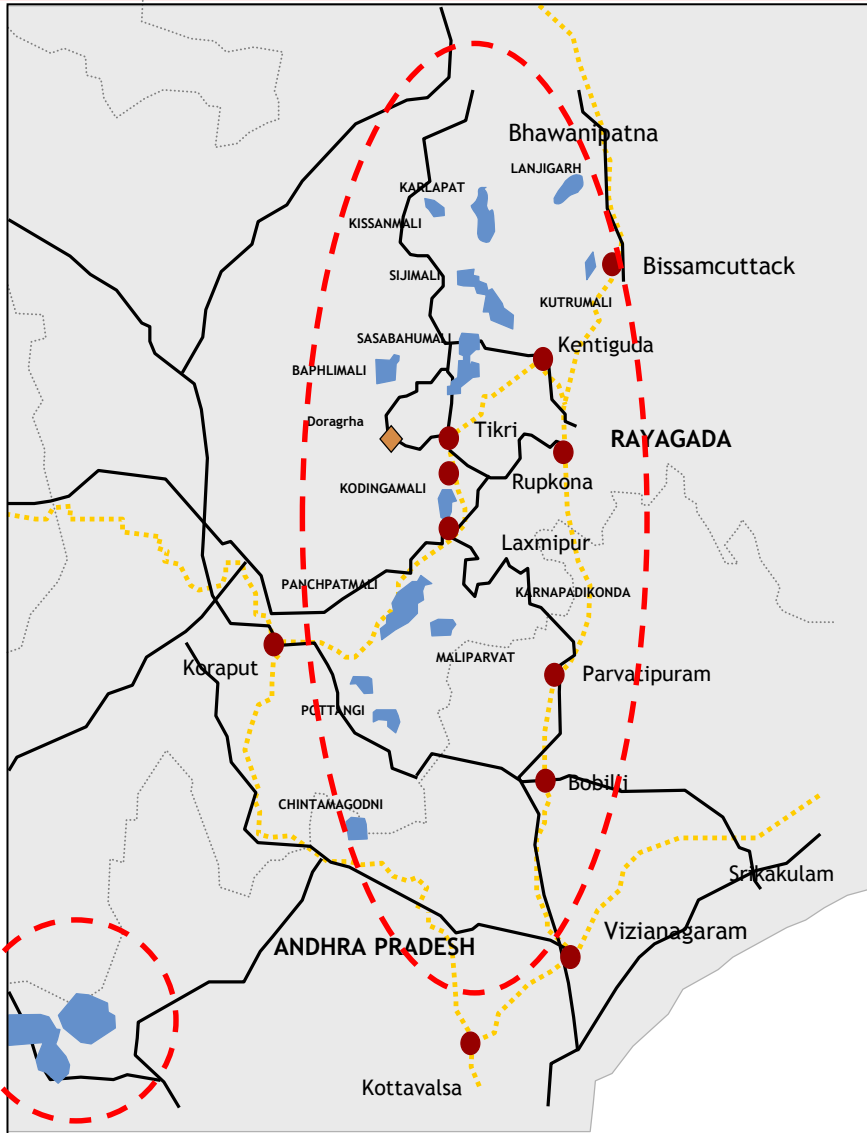 Bhawanipatna
LANJIGARH
KARLAPAT
KISSANMALI
Bissamcuttack
SIJIMALI
KUTRUMALI
SASABAHUMALI
Kentiguda
BAPHLIMALI
Doragrha
Tikri
RAYAGADA
KODINGAMALI
Rupkona
Laxmipur
PANCHPATMALI
KARNAPADIKONDA
MALIPARVAT
Koraput
Parvatipuram
POTTANGI
Bobilli
CHINTAMAGODNI
Srikakulam
Vizianagaram
ANDHRA PRADESH
Kottavalsa